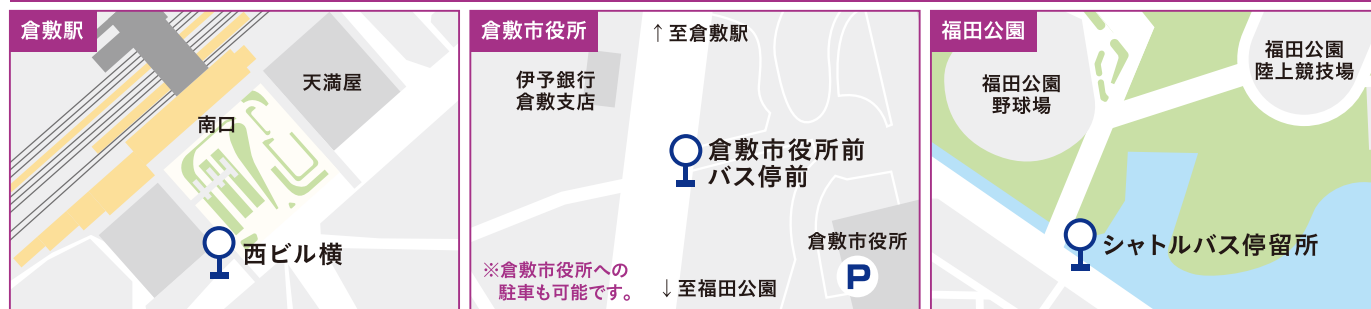 倉敷駅
天満屋
南口
西ビル横
倉敷市役所
↑至倉敷駅
伊予銀行
倉敷支店
倉敷市役所前
バス停前
倉敷市役所
P
※倉敷市役所への
駐車も可能です。
↓至福田公園
福田公園
福田公園
野球場
福田公園
陸上競技場
シャトルバス停留所